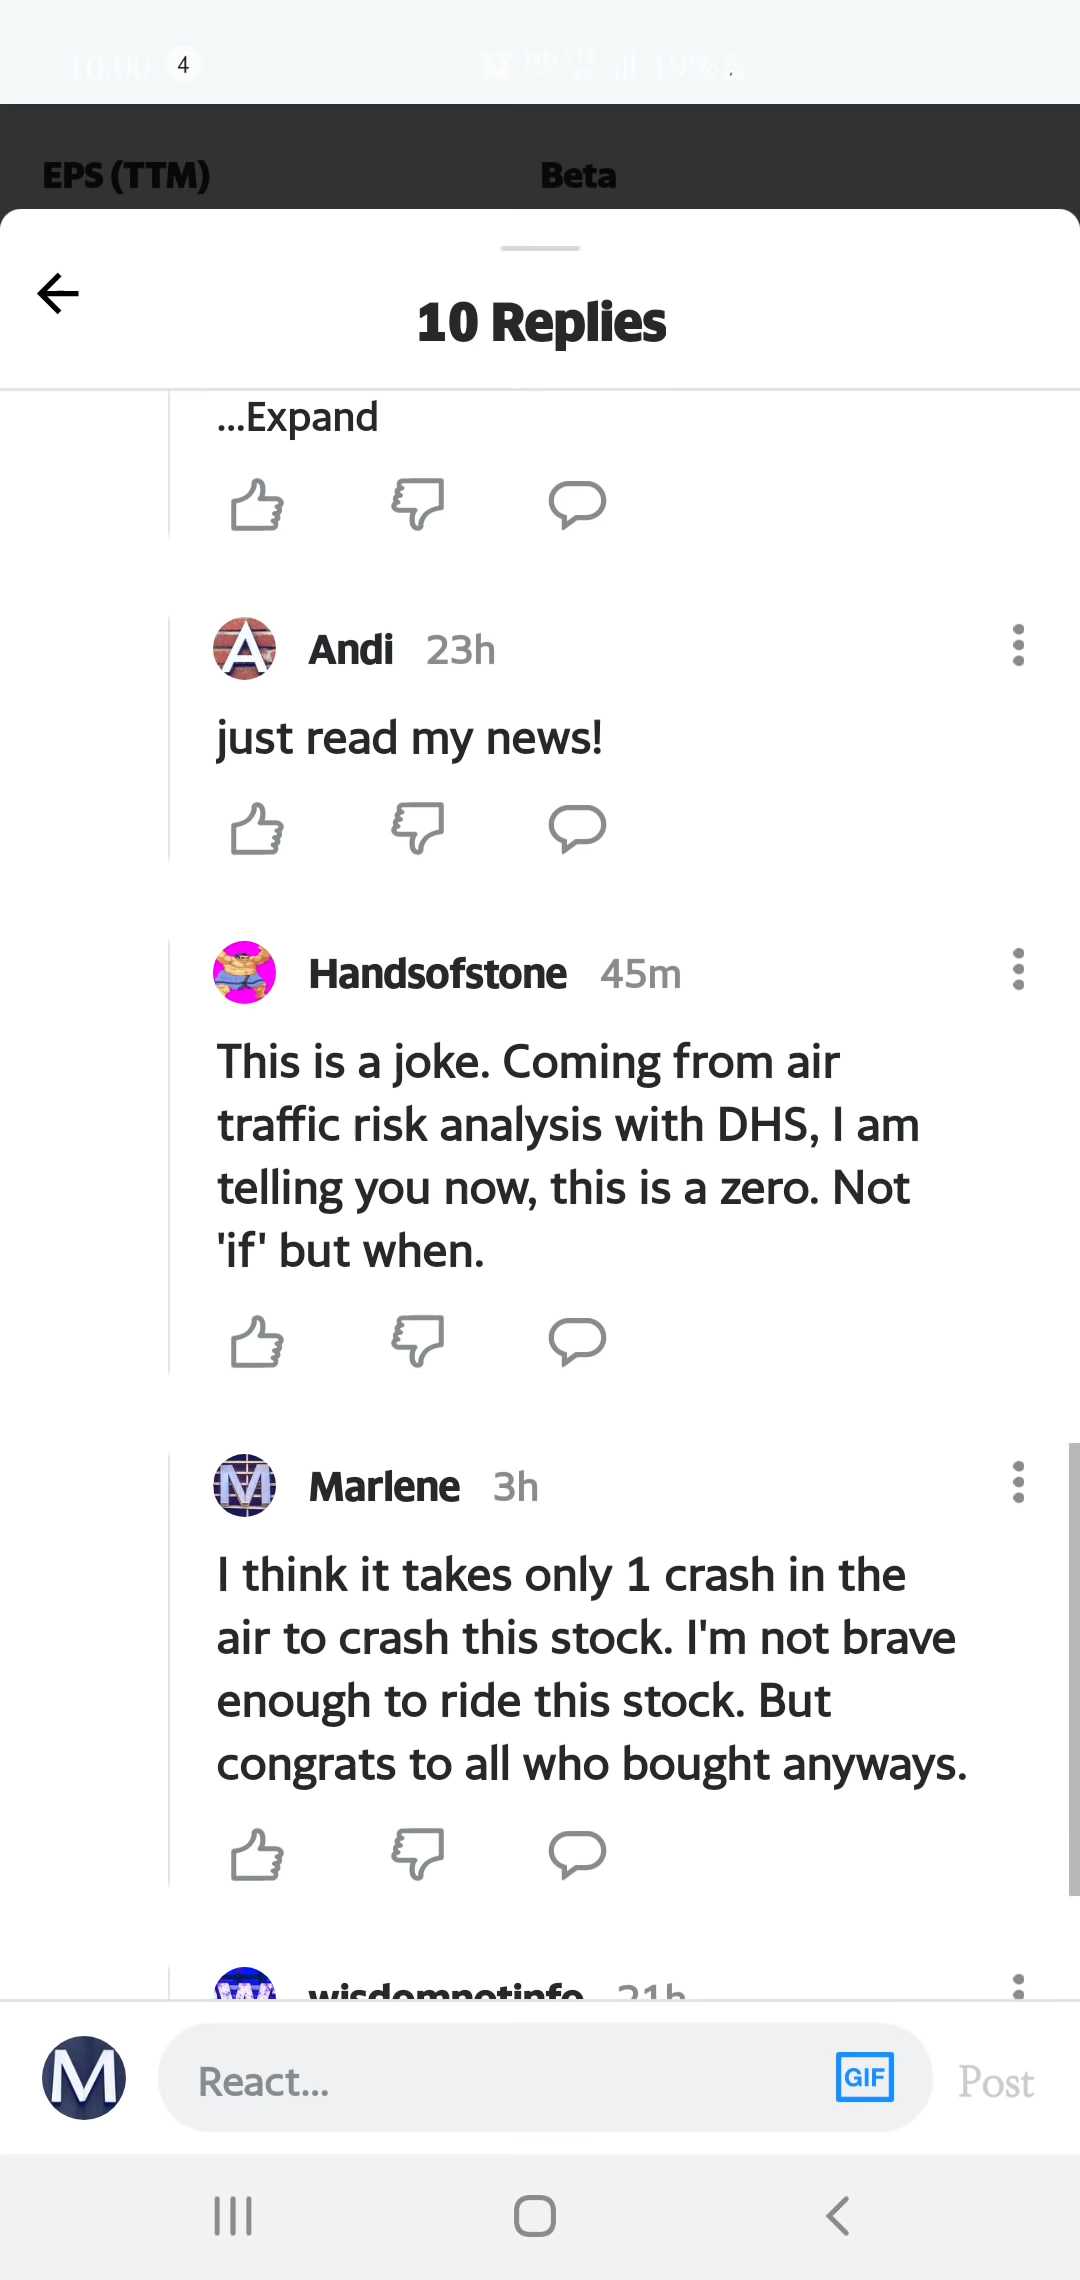 10:00 4 19%
EPS (TTM) Beta
10 Replies
...Expand
A Andi 23h
just read my news!
Handsofstone 45m
This is a joke. Coming from air
traffic risk analysis with DHS, I am
telling you now, this is a zero. Not
'if' but when.
M Marlene 3h
I think it takes only 1 crash in the
air to crash this stock. I'm not brave
enough to ride this stock. But
congrats to all who bought anyways.
wisdomnotinfo 21h
M React... GIF Post